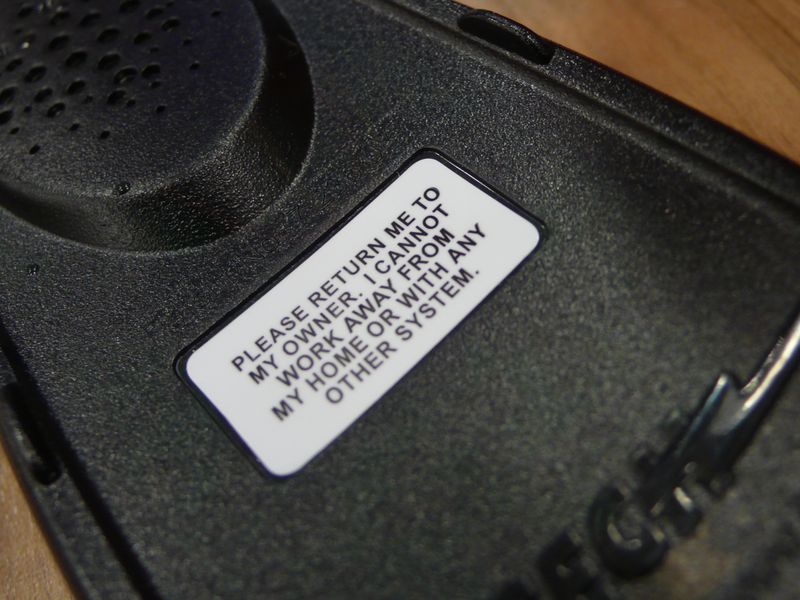 PLEASE RETURN ME TO
MY OWNER. I CANNOT
WORK AWAY FROM
MY HOME OR WITH ANY
OTHER SYSTEM.